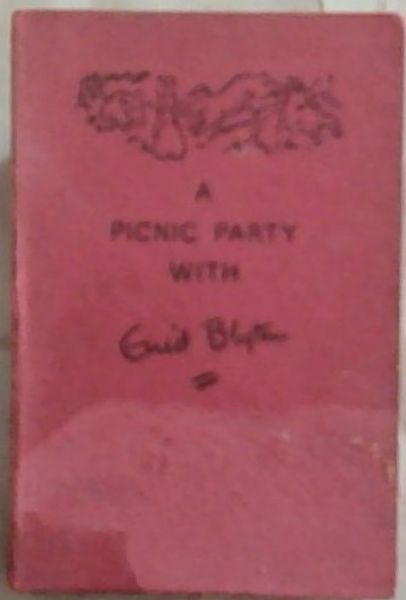 A
PICNIC PARTY
WITH
Enid Blyton